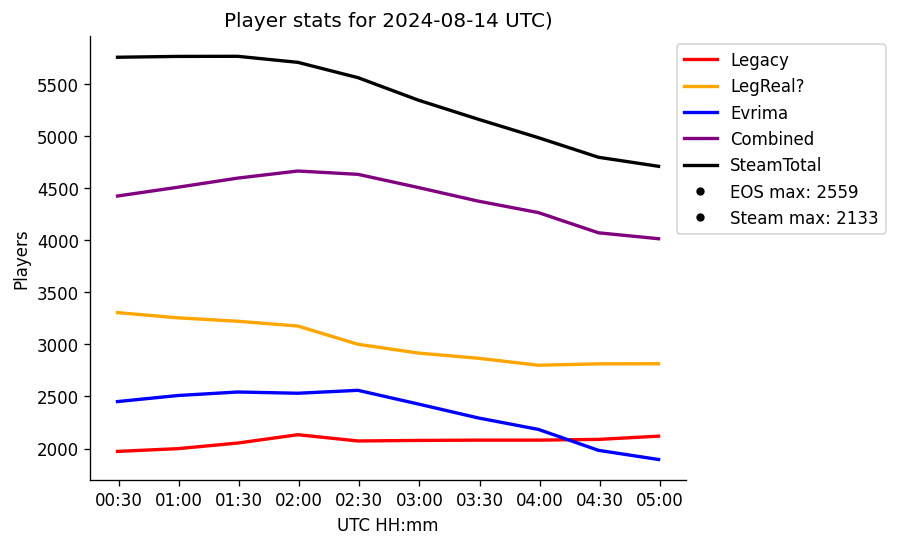 Player stats for 2024-08-14 UTC)
Legacy
LegReal?
Evrima
Combined
SteamTotal
EOS max: 2559
Steam max: 2133
Players
5500
5000
4500
4000
3500
3000
2500
2000
00:30 01:00 01:30 02:00 02:30 03:00 03:30 04:00 04:30 05:00
UTC HH:mm